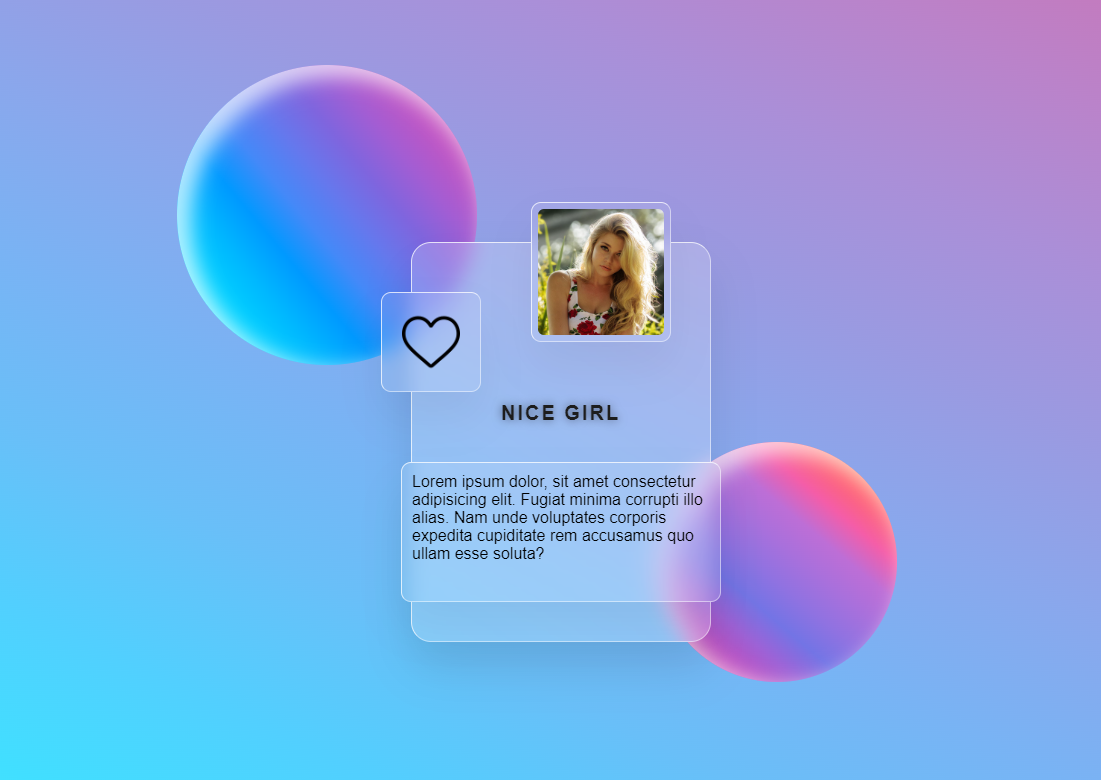 NICE GIRL
Lorem ipsum dolor, sit amet consectetur
adipisicing elit. Fugiat minima corrupti illo
alias. Nam unde voluptates corporis
expedita cupiditate rem accusamus quo
ullam esse soluta?